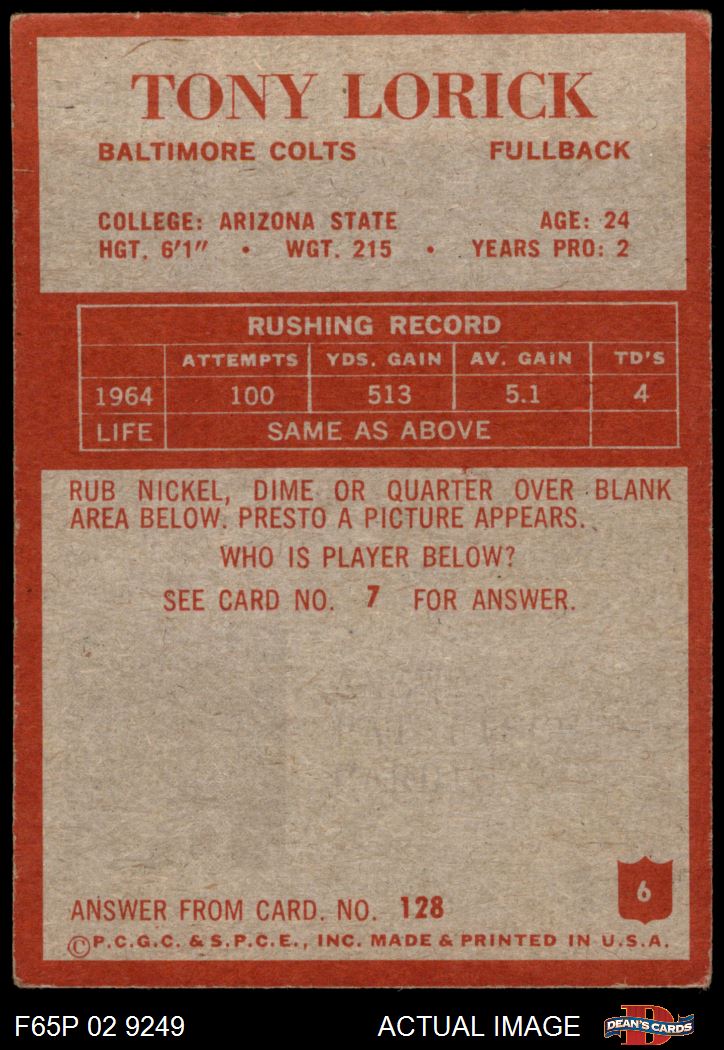 TONY LORICK
BALTIMORE COLTS FULLBACK
COLLEGE: ARIZONA STATE AGE: 24
HGT. 6'1" • WGT. 215 • YEARS PRO: 2
RUSHING RECORD
ATTEMPTS YDS. GAIN AV. GAIN TD'S
1964 100 513 5.1 4
LIFE SAME AS ABOVE
RUB NICKEL, DIME OR QUARTER OVER BLANK
AREA BELOW. PRESTO A PICTURE APPEARS.
WHO IS PLAYER BELOW?
SEE CARD NO. 7 FOR ANSWER.
6
ANSWER FROM CARD. NO. 128
©P.C.G.C. & S.P.C.E., INC. MADE & PRINTED IN U.S.A.
F65P 02 9249 ACTUAL IMAGE D DEAN'S CARDS